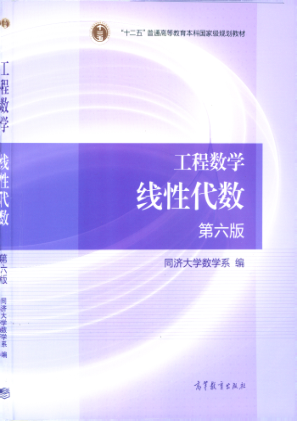 "十二五"普通高等教育本科国家级规划教材
工程数学
线性代数
第六版
同济大学数学系 编
高等教育出版社
工程数学
线性代数
第六版
同济大学数学系 编